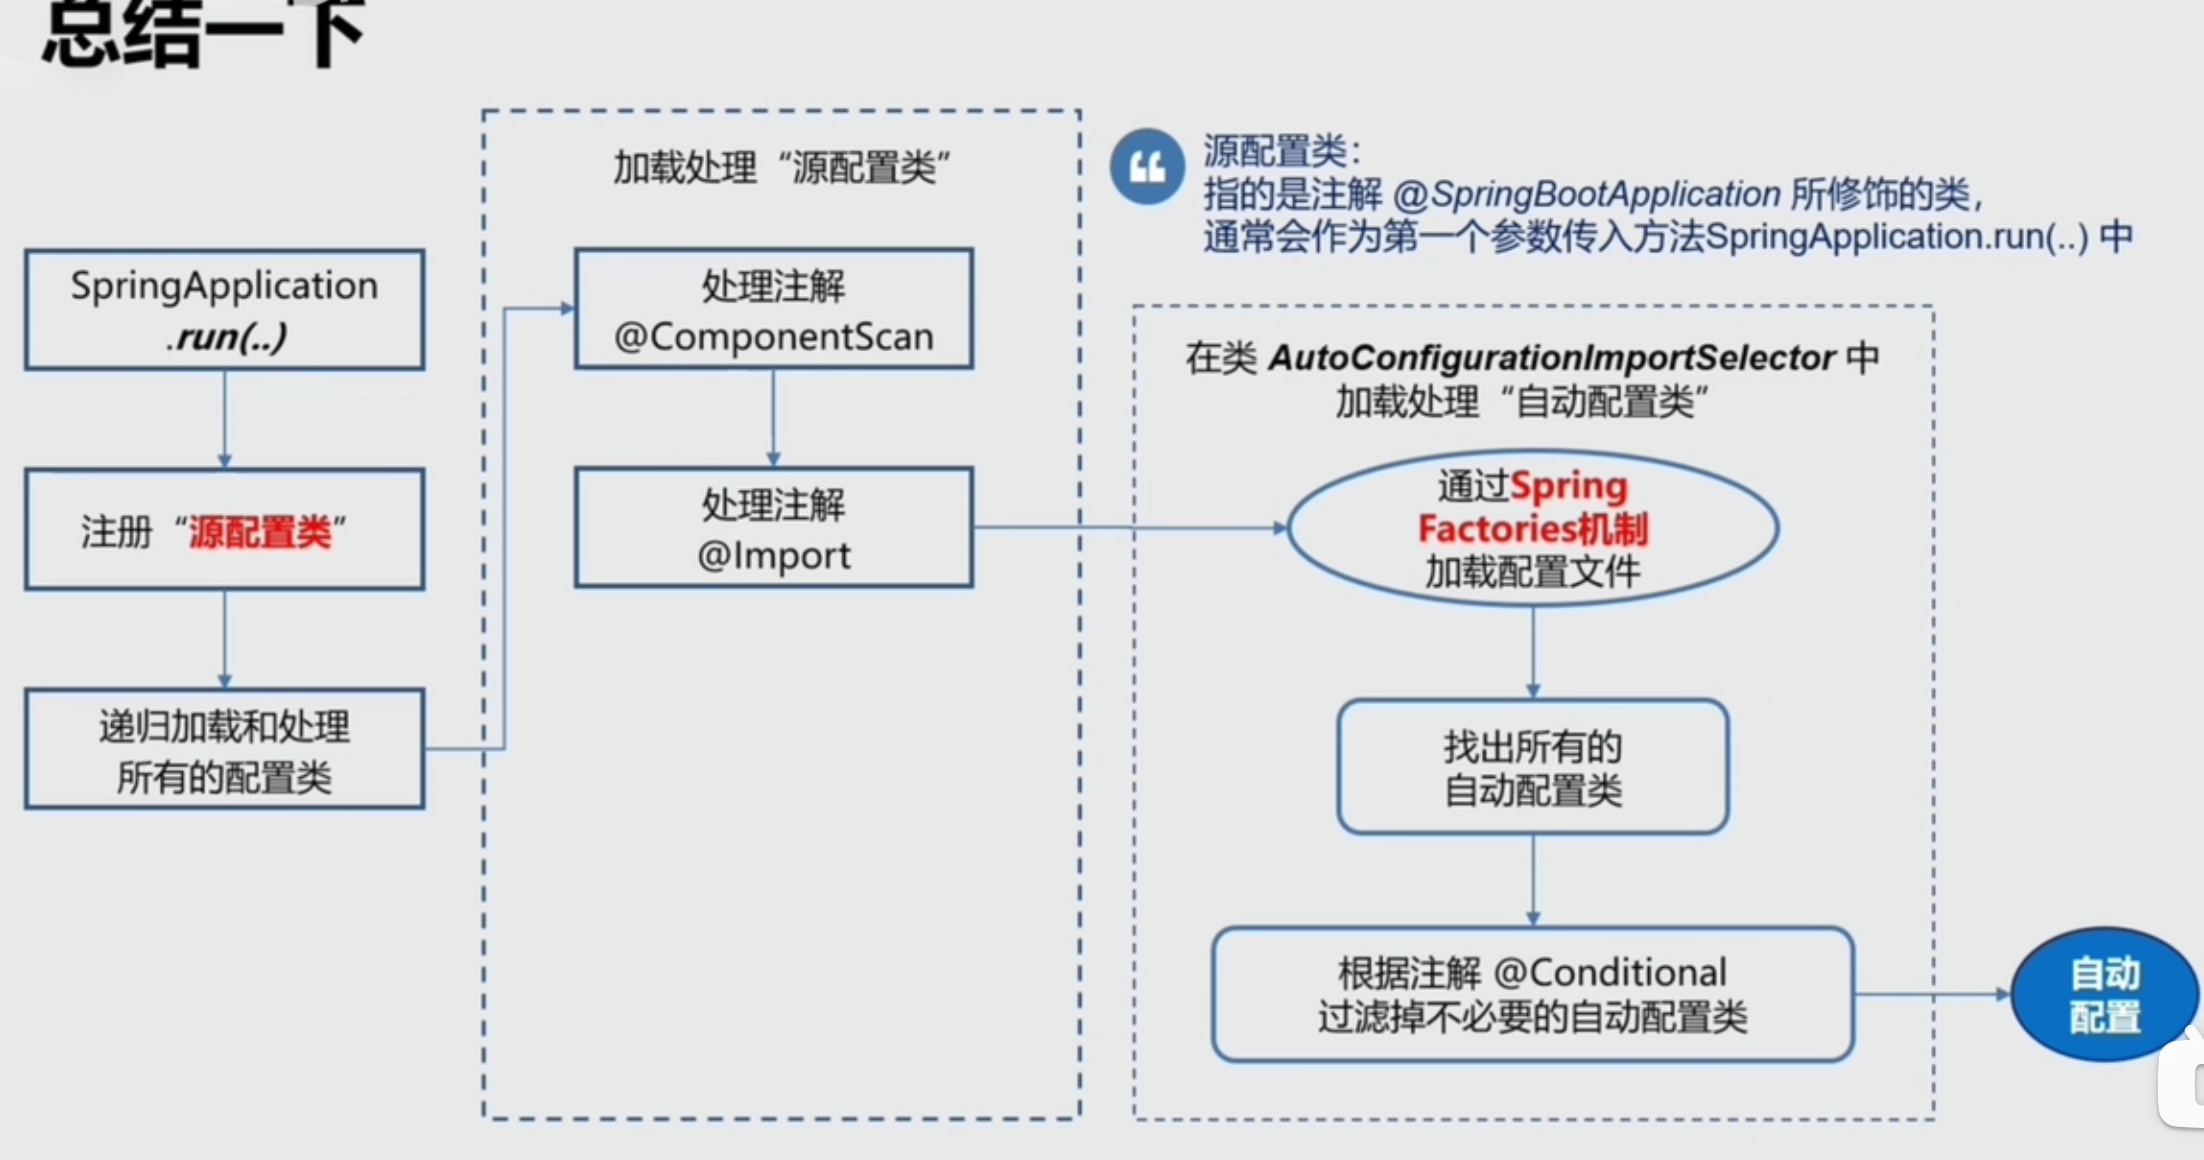 总结一下
加载处理“源配置类”
源配置类：
指的是注解 @SpringBootApplication 所修饰的类，
通常会作为第一个参数传入方法SpringApplication.run(..) 中
SpringApplication
.run(..)
注册“源配置类”
递归加载和处理
所有的配置类
处理注解
@ComponentScan
处理注解
@Import
在类 AutoConfigurationImportSelector 中
加载处理“自动配置类”
通过Spring
Factories机制
加载配置文件
找出所有的
自动配置类
根据注解 @Conditional
过滤掉不必要的自动配置类
自动
配置